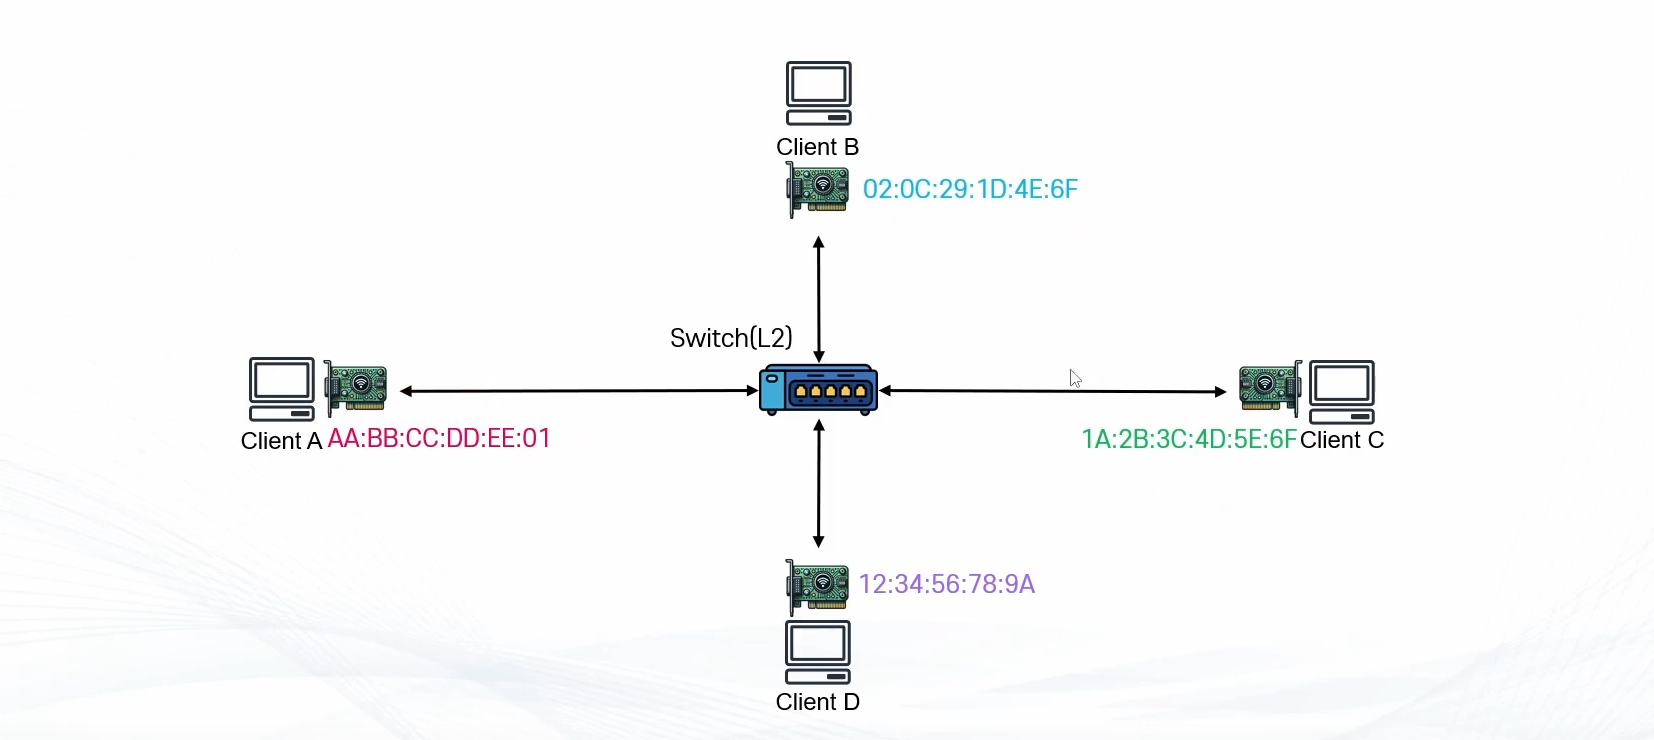 Client B
02:0C:29:1D:4E:6F
Switch(L2)
Client A AA:BB:CC:DD:EE:01
1A:2B:3C:4D:5E:6F Client C
12:34:56:78:9A
Client D